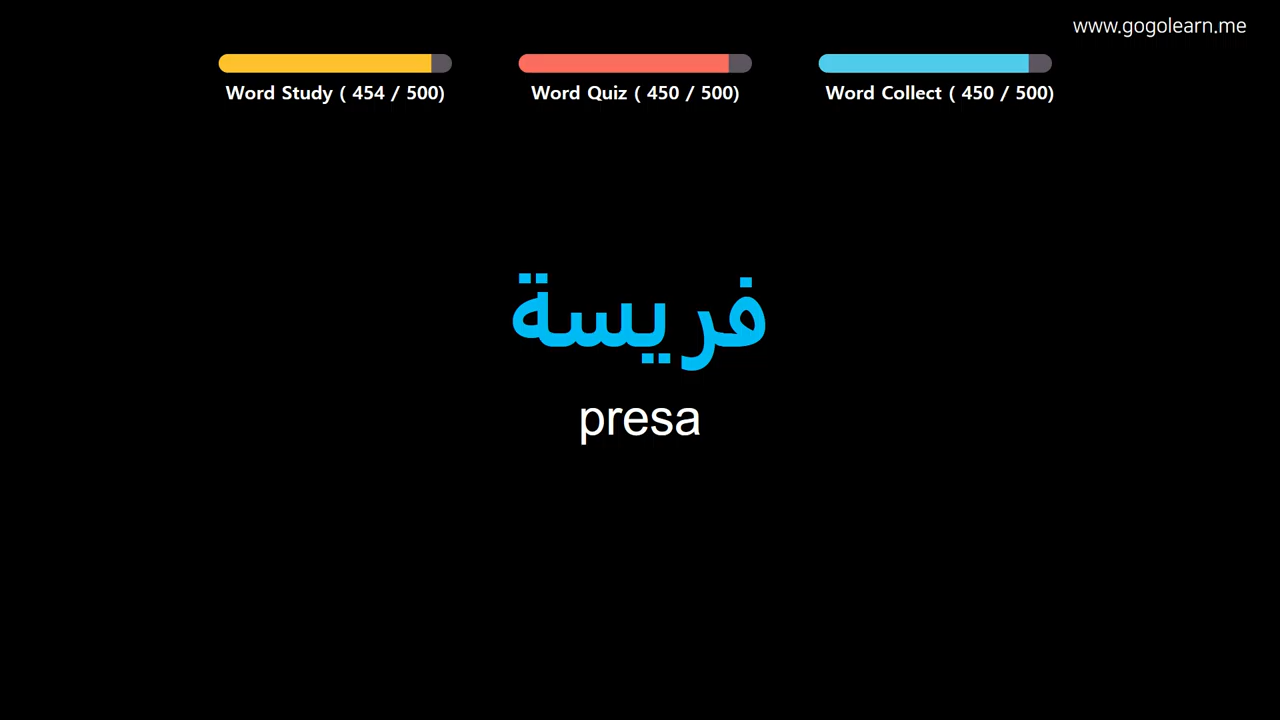 www.gogolearn.me
Word Study ( 454 / 500)
Word Quiz ( 450 / 500)
Word Collect ( 450 / 500)
فريسة
presa